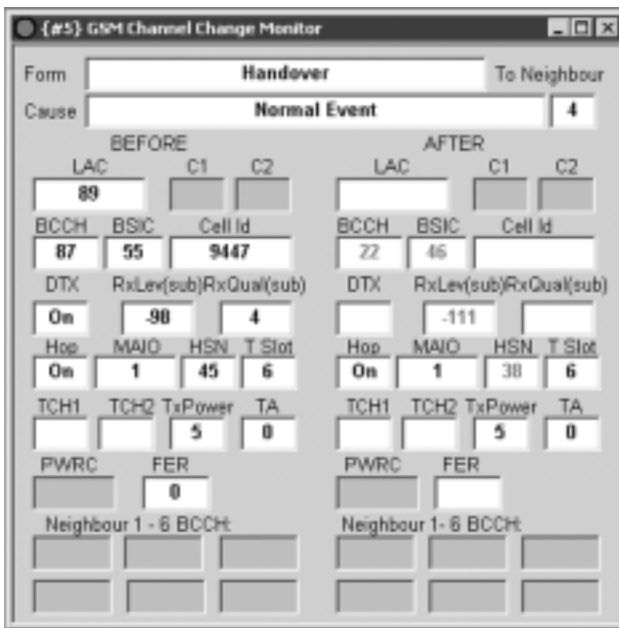 {#5} GSM Channel Change Monitor
Form Handover To Neighbour
Cause Normal Event 4
BEFORE AFTER
LAC C1 C2 LAC C1 C2
89
BCCH BSIC Cell Id BCCH BSIC Cell Id
87 55 9447 22 46
DTX RxLev(sub)RxQual(sub) DTX RxLev(sub)RxQual(sub)
On -98 4 -111
Hop MAIO HSN T Slot Hop MAIO HSN T Slot
On 1 45 6 On 1 38 6
TCH1 TCH2 TxPower TA TCH1 TCH2 TxPower TA
5 0 5 0
PWRC FER PWRC FER
0
Neighbour 1 - 6 BCCH: Neighbour 1- 6 BCCH: